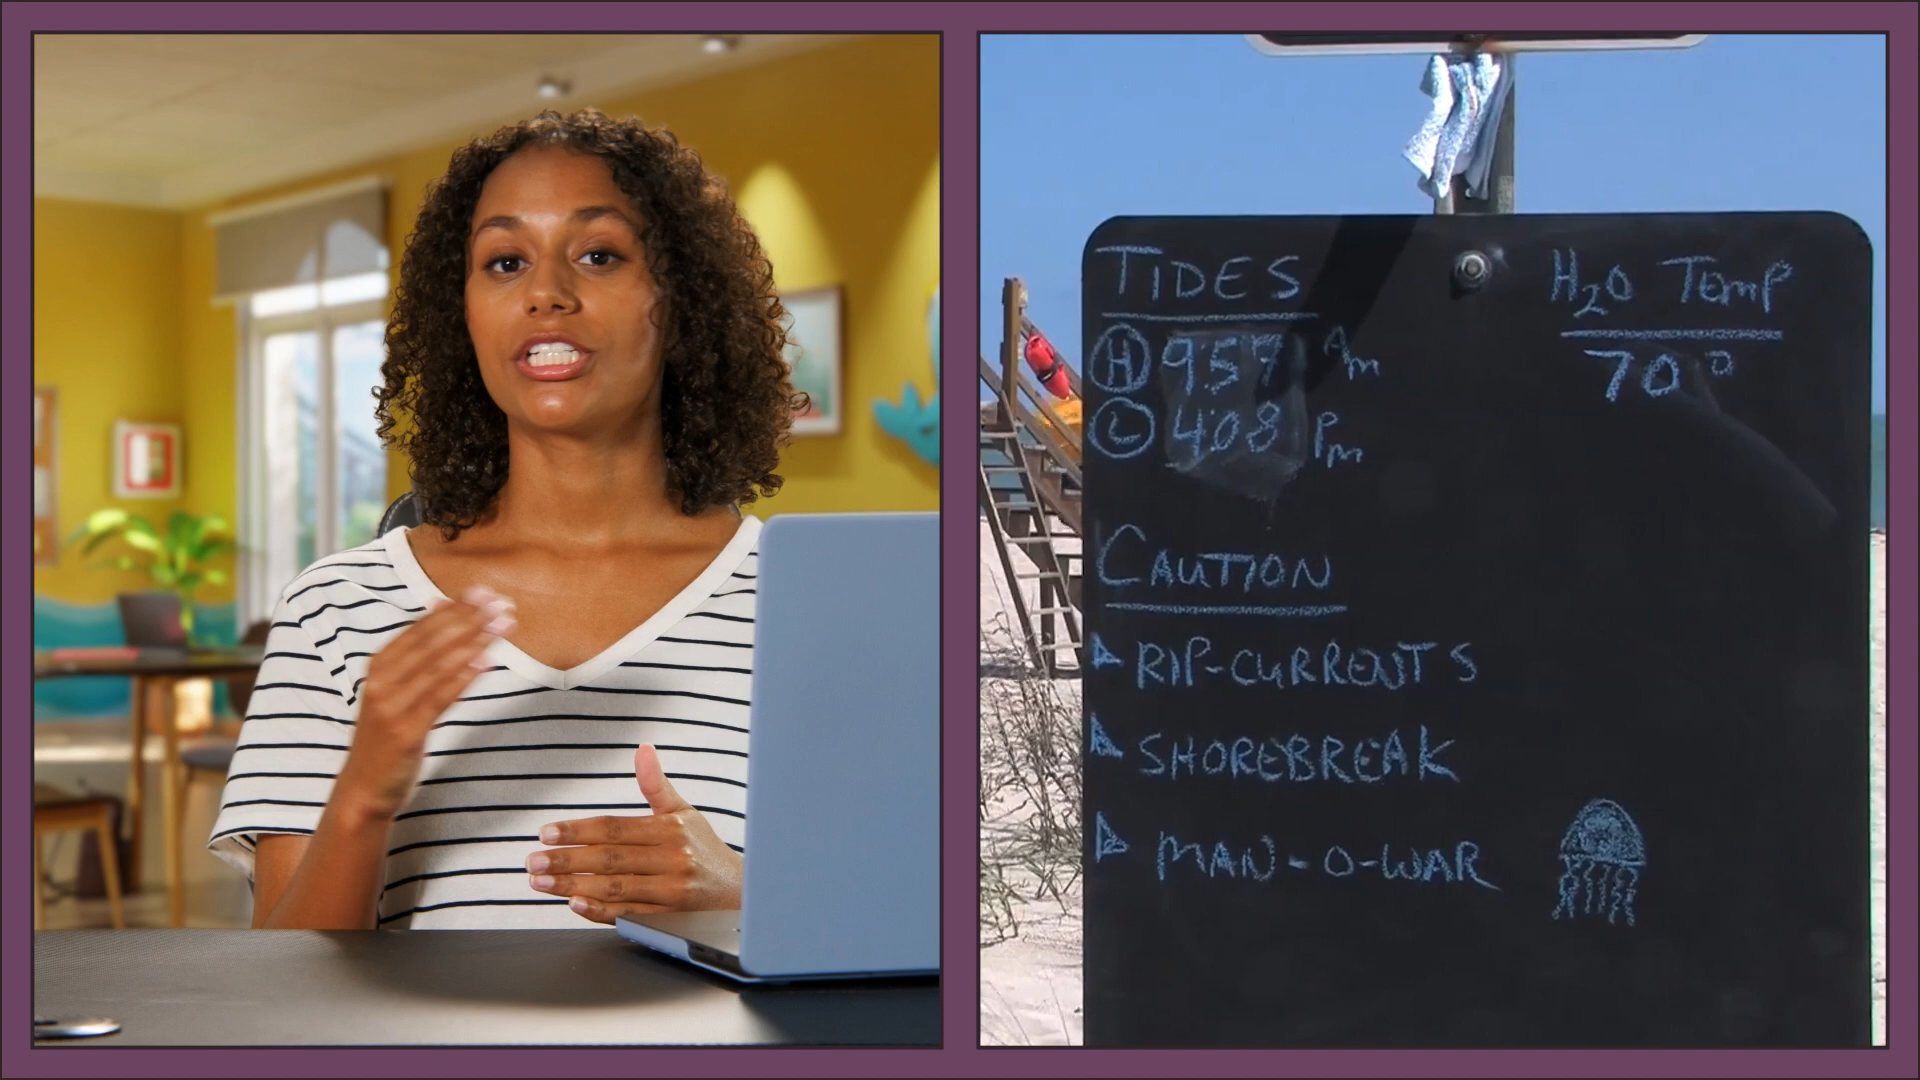 TIDES
H 957 Am
L 408 Pm
H2O Temp
70°
CAUTION
RIP-CURRENTS
SHOREBREAK
MAN-O-WAR